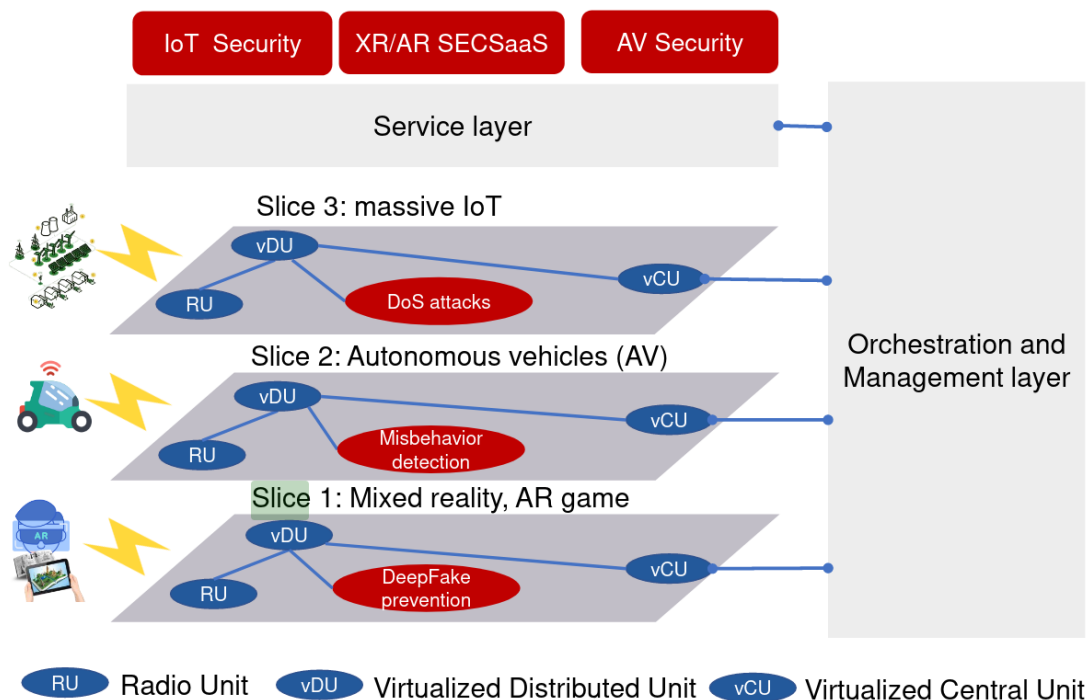 IoT  Security
XR/AR SECSaaS
AV Security
Service layer
Slice 3: massive IoT
vDU
vCU
RU
DoS attacks
Slice 2: Autonomous vehicles (AV)
vDU
vCU
Misbehavior
detection
RU
Orchestration and
Management layer
Slice 1: Mixed reality, AR game
AR
vDU
vCU
DeepFake
prevention
RU
RU Radio Unit
vDU Virtualized Distributed Unit
vCU Virtualized Central Unit